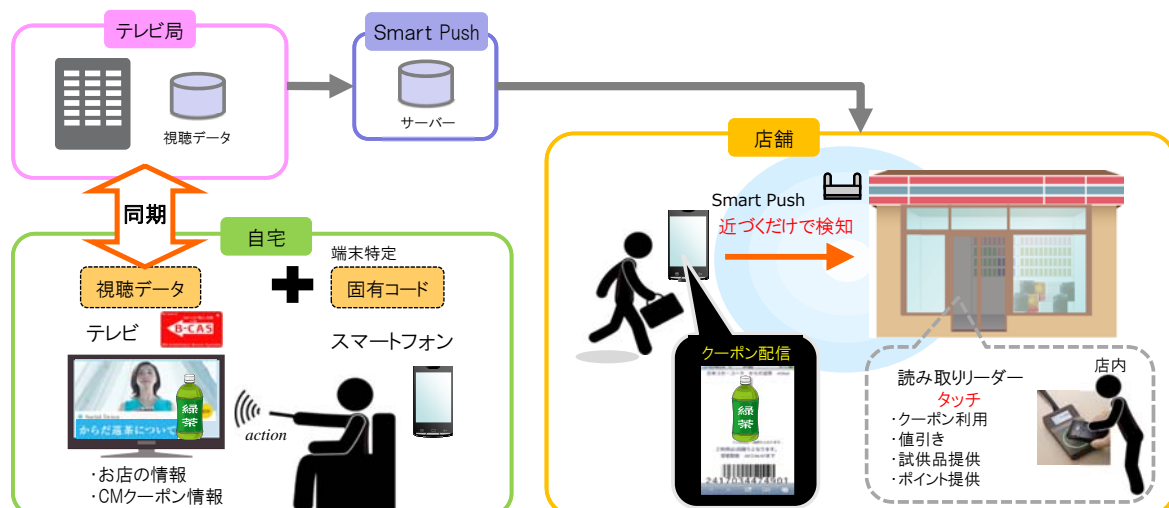 テレビ局
視聴データ
Smart Push
サーバー
同期
自宅
視聴データ
端末特定
固有コード
テレビ
B-CAS
スマートフォン
からだ巡茶について
緑茶
action
・お店の情報
・CMクーポン情報
店舗
Smart Push
近づくだけで検知
クーポン配信
緑茶
2417034474901
店内
読み取りリーダー
タッチ
・クーポン利用
・値引き
・試供品提供
・ポイント提供